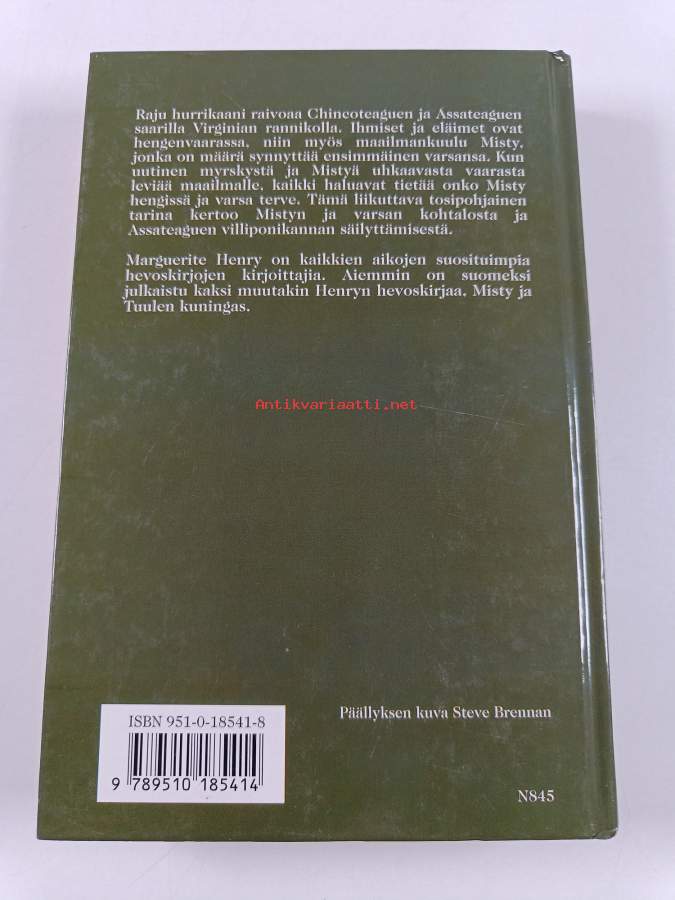 Raju hurrikaani raivoaa Chincoteaguen ja Assateaguen
saarilla Virginian rannikolla. Ihmiset ja eläimet ovat
hengenvaarassa, niin myös maailmankuulu Misty,
jonka on määrä synnyttää ensimmäinen varsansa. Kun
uutinen myrskystä ja Mistyä uhkaavasta vaarasta
leviää maailmalle, kaikki haluavat tietää onko Misty
hengissä ja varsa terve. Tämä liikuttava tosipohjainen
tarina kertoo Mistyn ja varsan kohtalosta ja
Assateaguen villiponikannan säilyttämisestä.
Marguerite Henry on kaikkien aikojen suosituimpia
hevoskirjojen kirjoittajia. Aiemmin on suomeksi
julkaistu kaksi muutakin Henryn hevoskirjaa, Misty ja
Tuulen kuningas.
Antikvariaatti.net
ISBN 951-0-18541-8
Päällyksen kuva Steve Brennan
9 789510 185414
N845